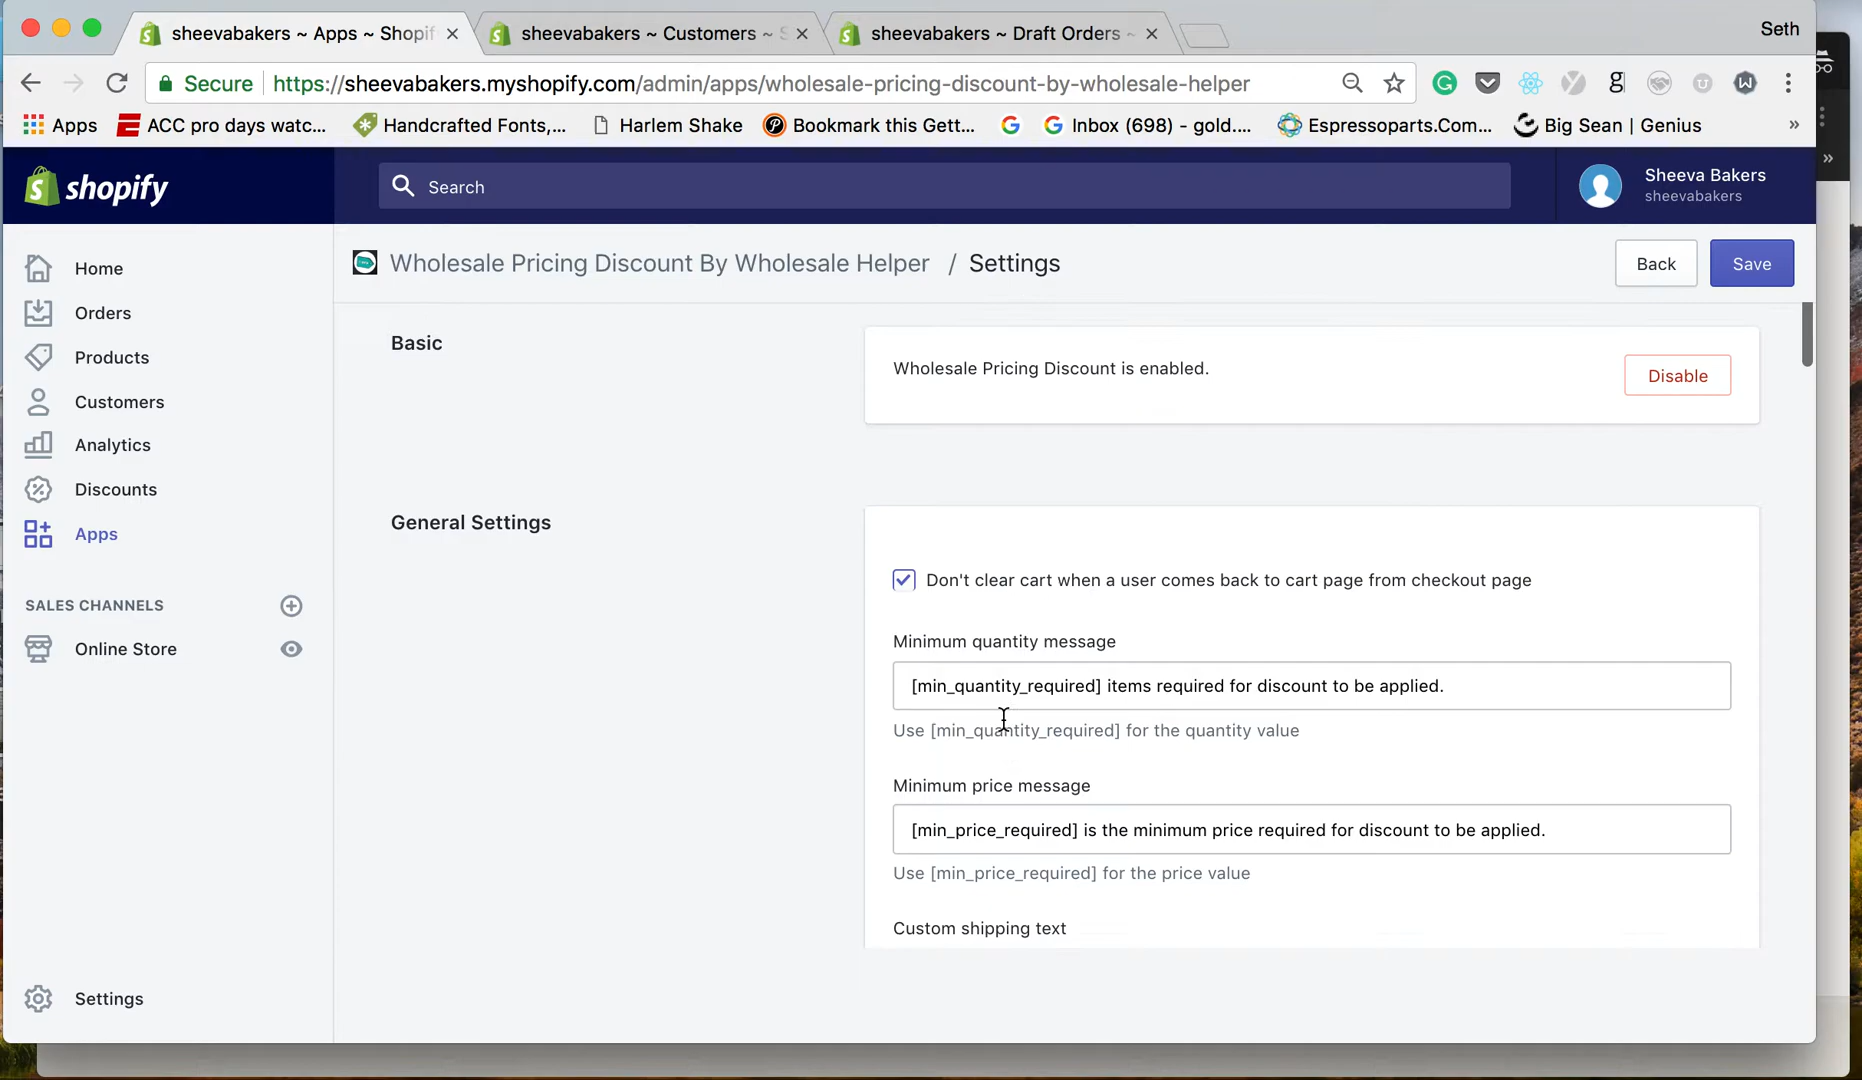 sheevabakers ~ Apps ~ Shopif
sheevabakers ~ Customers ~ S
sheevabakers ~ Draft Orders ~
Seth
Secure
https://sheevabakers.myshopify.com/admin/apps/wholesale-pricing-discount-by-wholesale-helper
Apps
ACC pro days watc...
Handcrafted Fonts,...
Harlem Shake
Bookmark this Gett...
Inbox (698) - gold....
Espressoparts.Com...
Big Sean | Genius
»
shopify
Search
Sheeva Bakers
sheevabakers
Wholesale Pricing Discount By Wholesale Helper / Settings
Back
Save
Home
Orders
Products
Customers
Analytics
Discounts
Apps
SALES CHANNELS
Online Store
Settings
Basic
Wholesale Pricing Discount is enabled.
Disable
General Settings
Don't clear cart when a user comes back to cart page from checkout page
Minimum quantity message
[min_quantity_required] items required for discount to be applied.
Use [min_quantity_required] for the quantity value
Minimum price message
[min_price_required] is the minimum price required for discount to be applied.
Use [min_price_required] for the price value
Custom shipping text